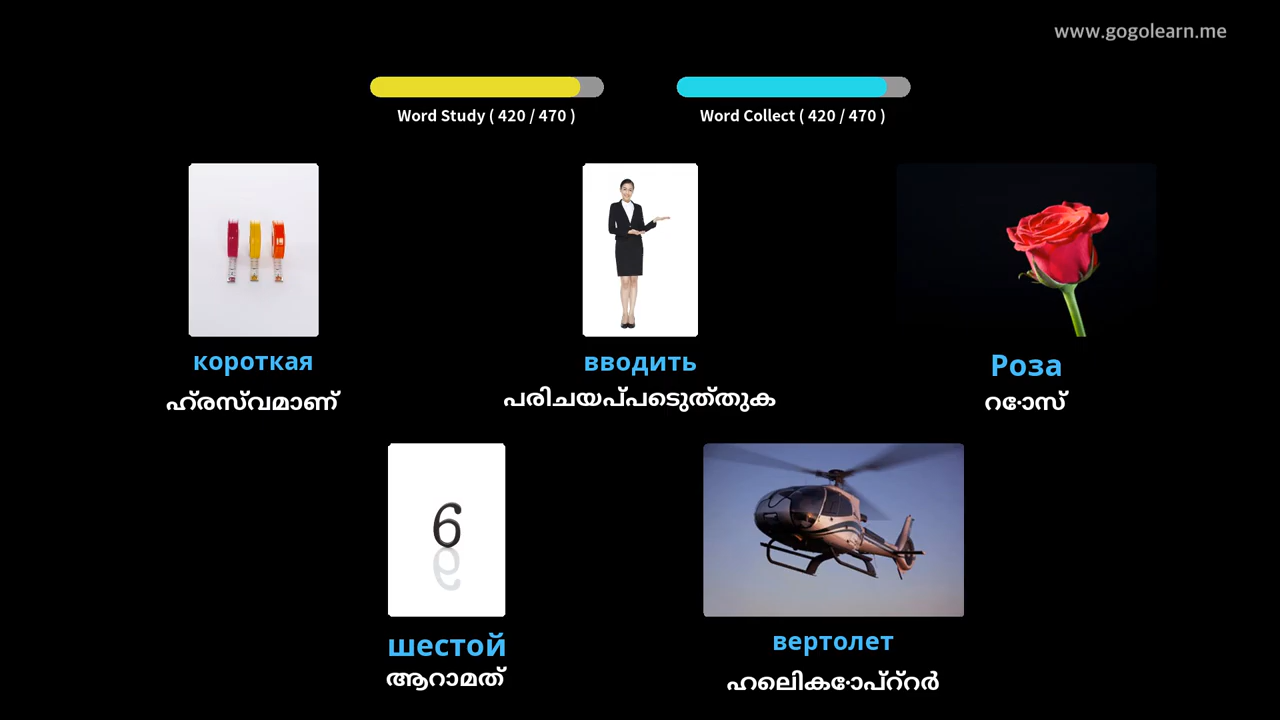 www.gogolearn.me
Word Study ( 420 / 470 )
Word Collect ( 420 / 470 )
короткая
вводить
Роза
ഹ്രസ്വമാണ്
പരിചയപ്പെടുത്തുക
റോസ്
6
шестой
вертолет
ആറാമത്
ഹെലികോപ്റ്റർ